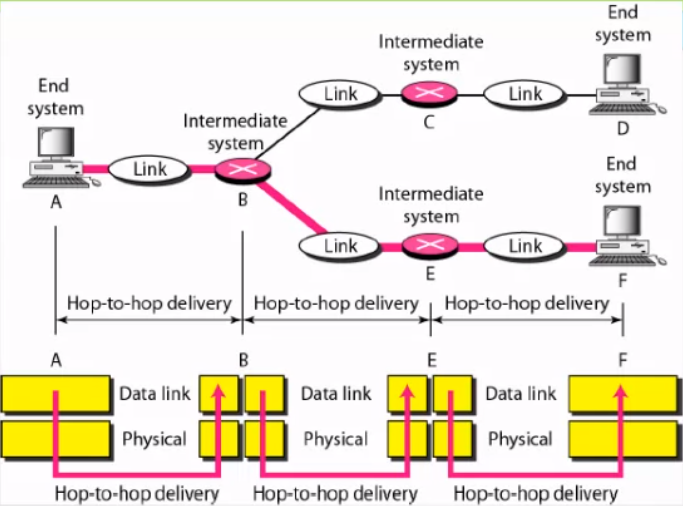 End
system
Intermediate
system
Link
Link
C
D
End
system
Intermediate
system
Link
A
B
Intermediate
system
End
system
Link
Link
E
F
Hop-to-hop delivery
Hop-to-hop delivery
Hop-to-hop delivery
A
B
E
F
Data link
Data link
Data link
Physical
Physical
Physical
Hop-to-hop delivery
Hop-to-hop delivery
Hop-to-hop delivery